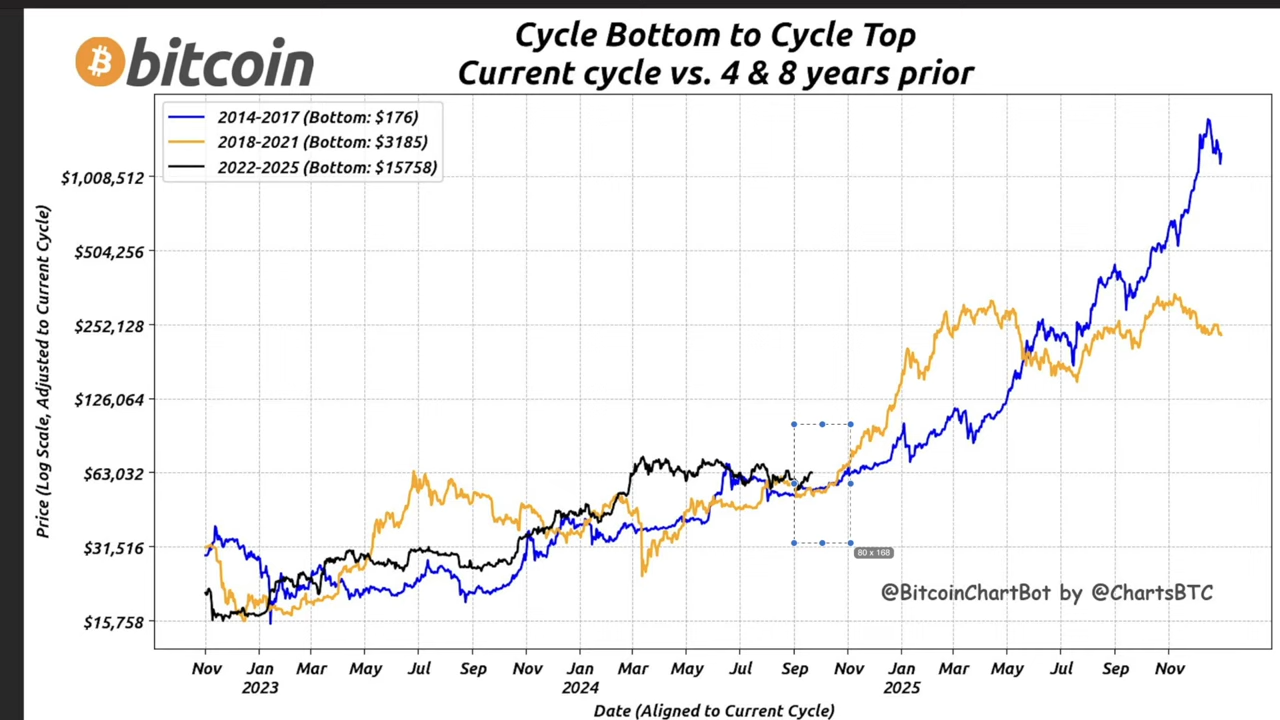 Cycle Bottom to Cycle Top
Current cycle vs. 4 & 8 years prior
bitcoin
2014-2017 (Bottom: $176)
2018-2021 (Bottom: $3185)
2022-2025 (Bottom: $15758)
Price (Log Scale, Adjusted to Current Cycle)
$1,008,512
$504,256
$252,128
$126,064
$63,032
$31,516
$15,758
80 x 168
@BitcoinChartBot by @ChartsBTC
Nov Jan Mar May Jul Sep Nov Jan Mar May Jul Sep Nov Jan Mar May Jul Sep Nov
2023 2024 2025
Date (Aligned to Current Cycle)